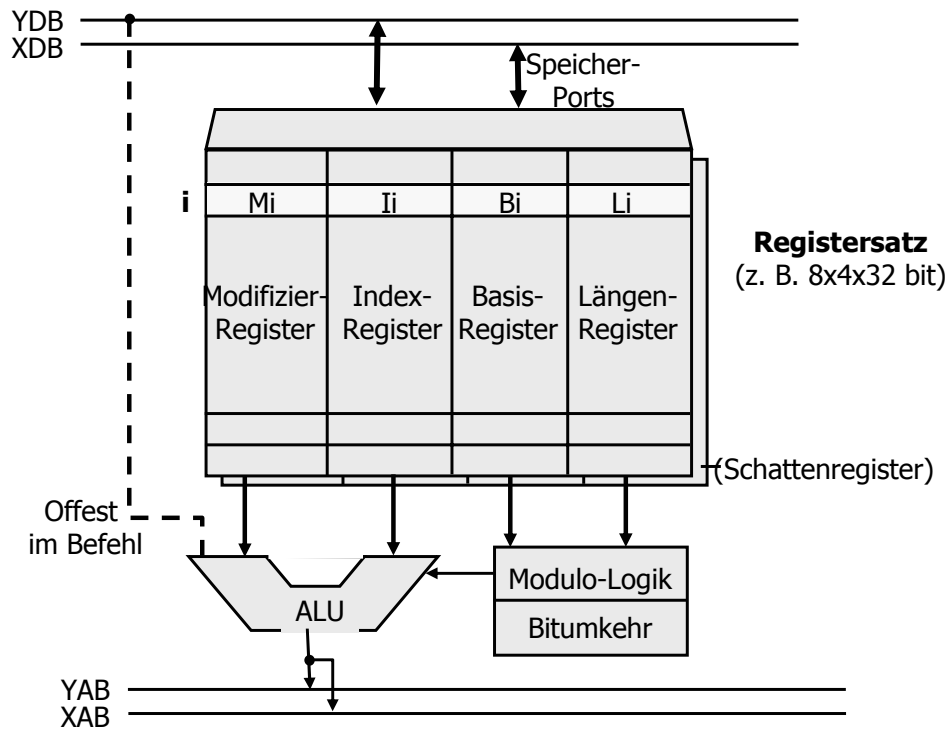 YDB
XDB
Speicher-
Ports
i
Mi
Ii
Bi
Li
Registersatz
(z. B. 8x4x32 bit)
Modifizier-
Register
Index-
Register
Basis-
Register
Längen-
Register
(Schattenregister)
Offest
im Befehl
ALU
Modulo-Logik
Bitumkehr
YAB
XAB